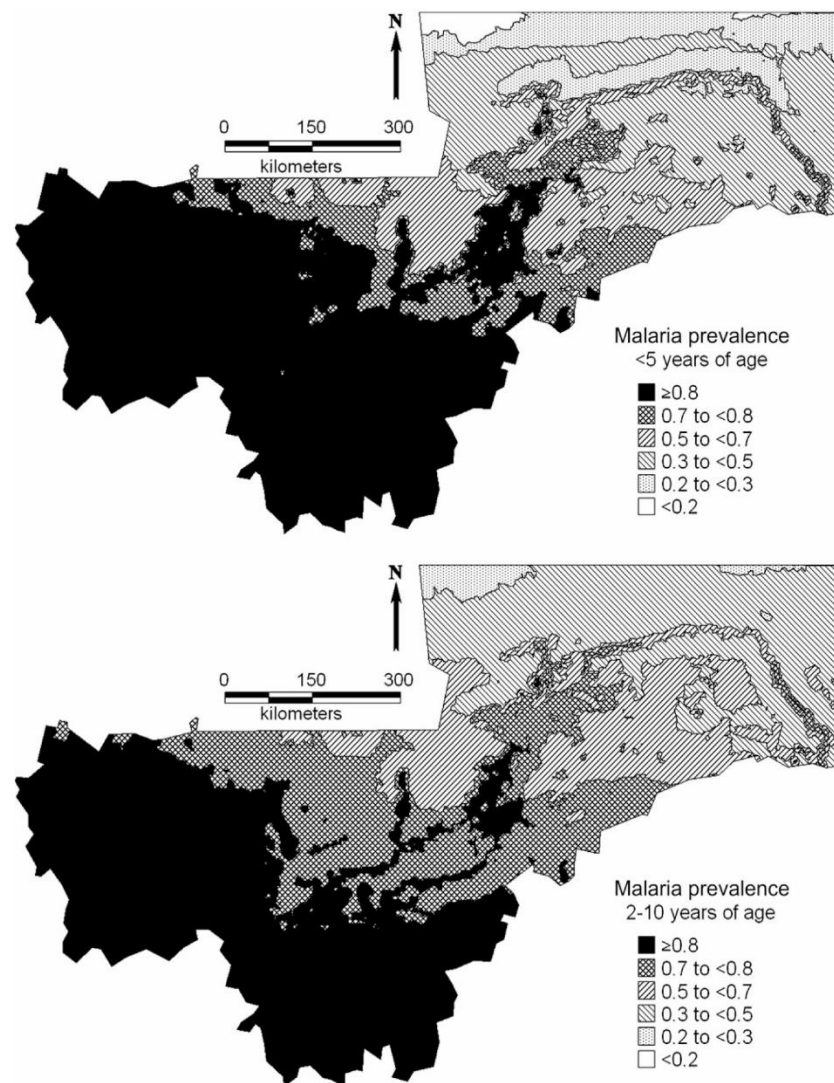 N
0 150 300
kilometers
Malaria prevalence
<5 years of age
≥0.8
0.7 to <0.8
0.5 to <0.7
0.3 to <0.5
0.2 to <0.3
<0.2
N
0 150 300
kilometers
Malaria prevalence
2-10 years of age
≥0.8
0.7 to <0.8
0.5 to <0.7
0.3 to <0.5
0.2 to <0.3
<0.2